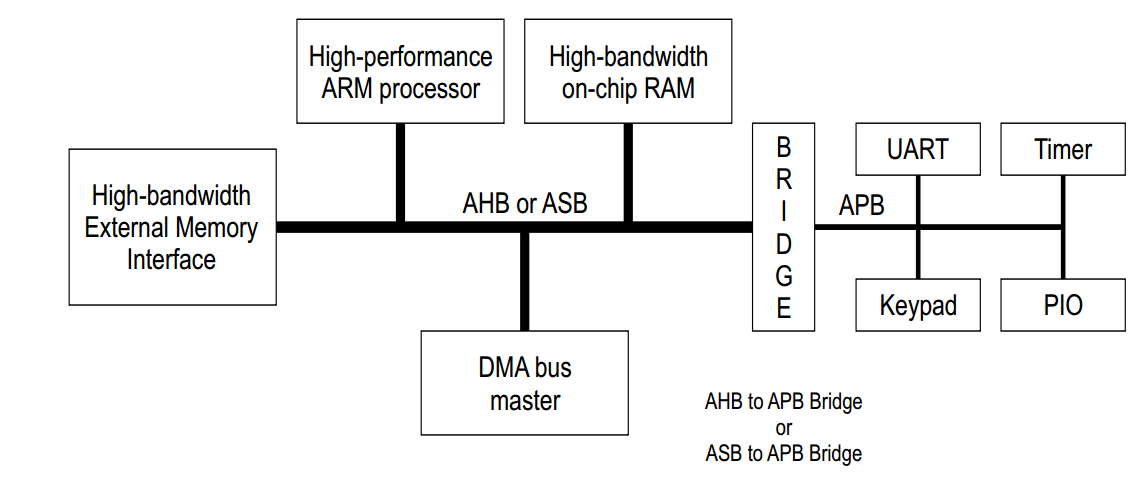 High-performance
ARM processor
High-bandwidth
on-chip RAM
High-bandwidth
External Memory
Interface
AHB or ASB
B
R
I
D
G
E
APB
UART
Timer
Keypad
PIO
DMA bus
master
AHB to APB Bridge
or
ASB to APB Bridge